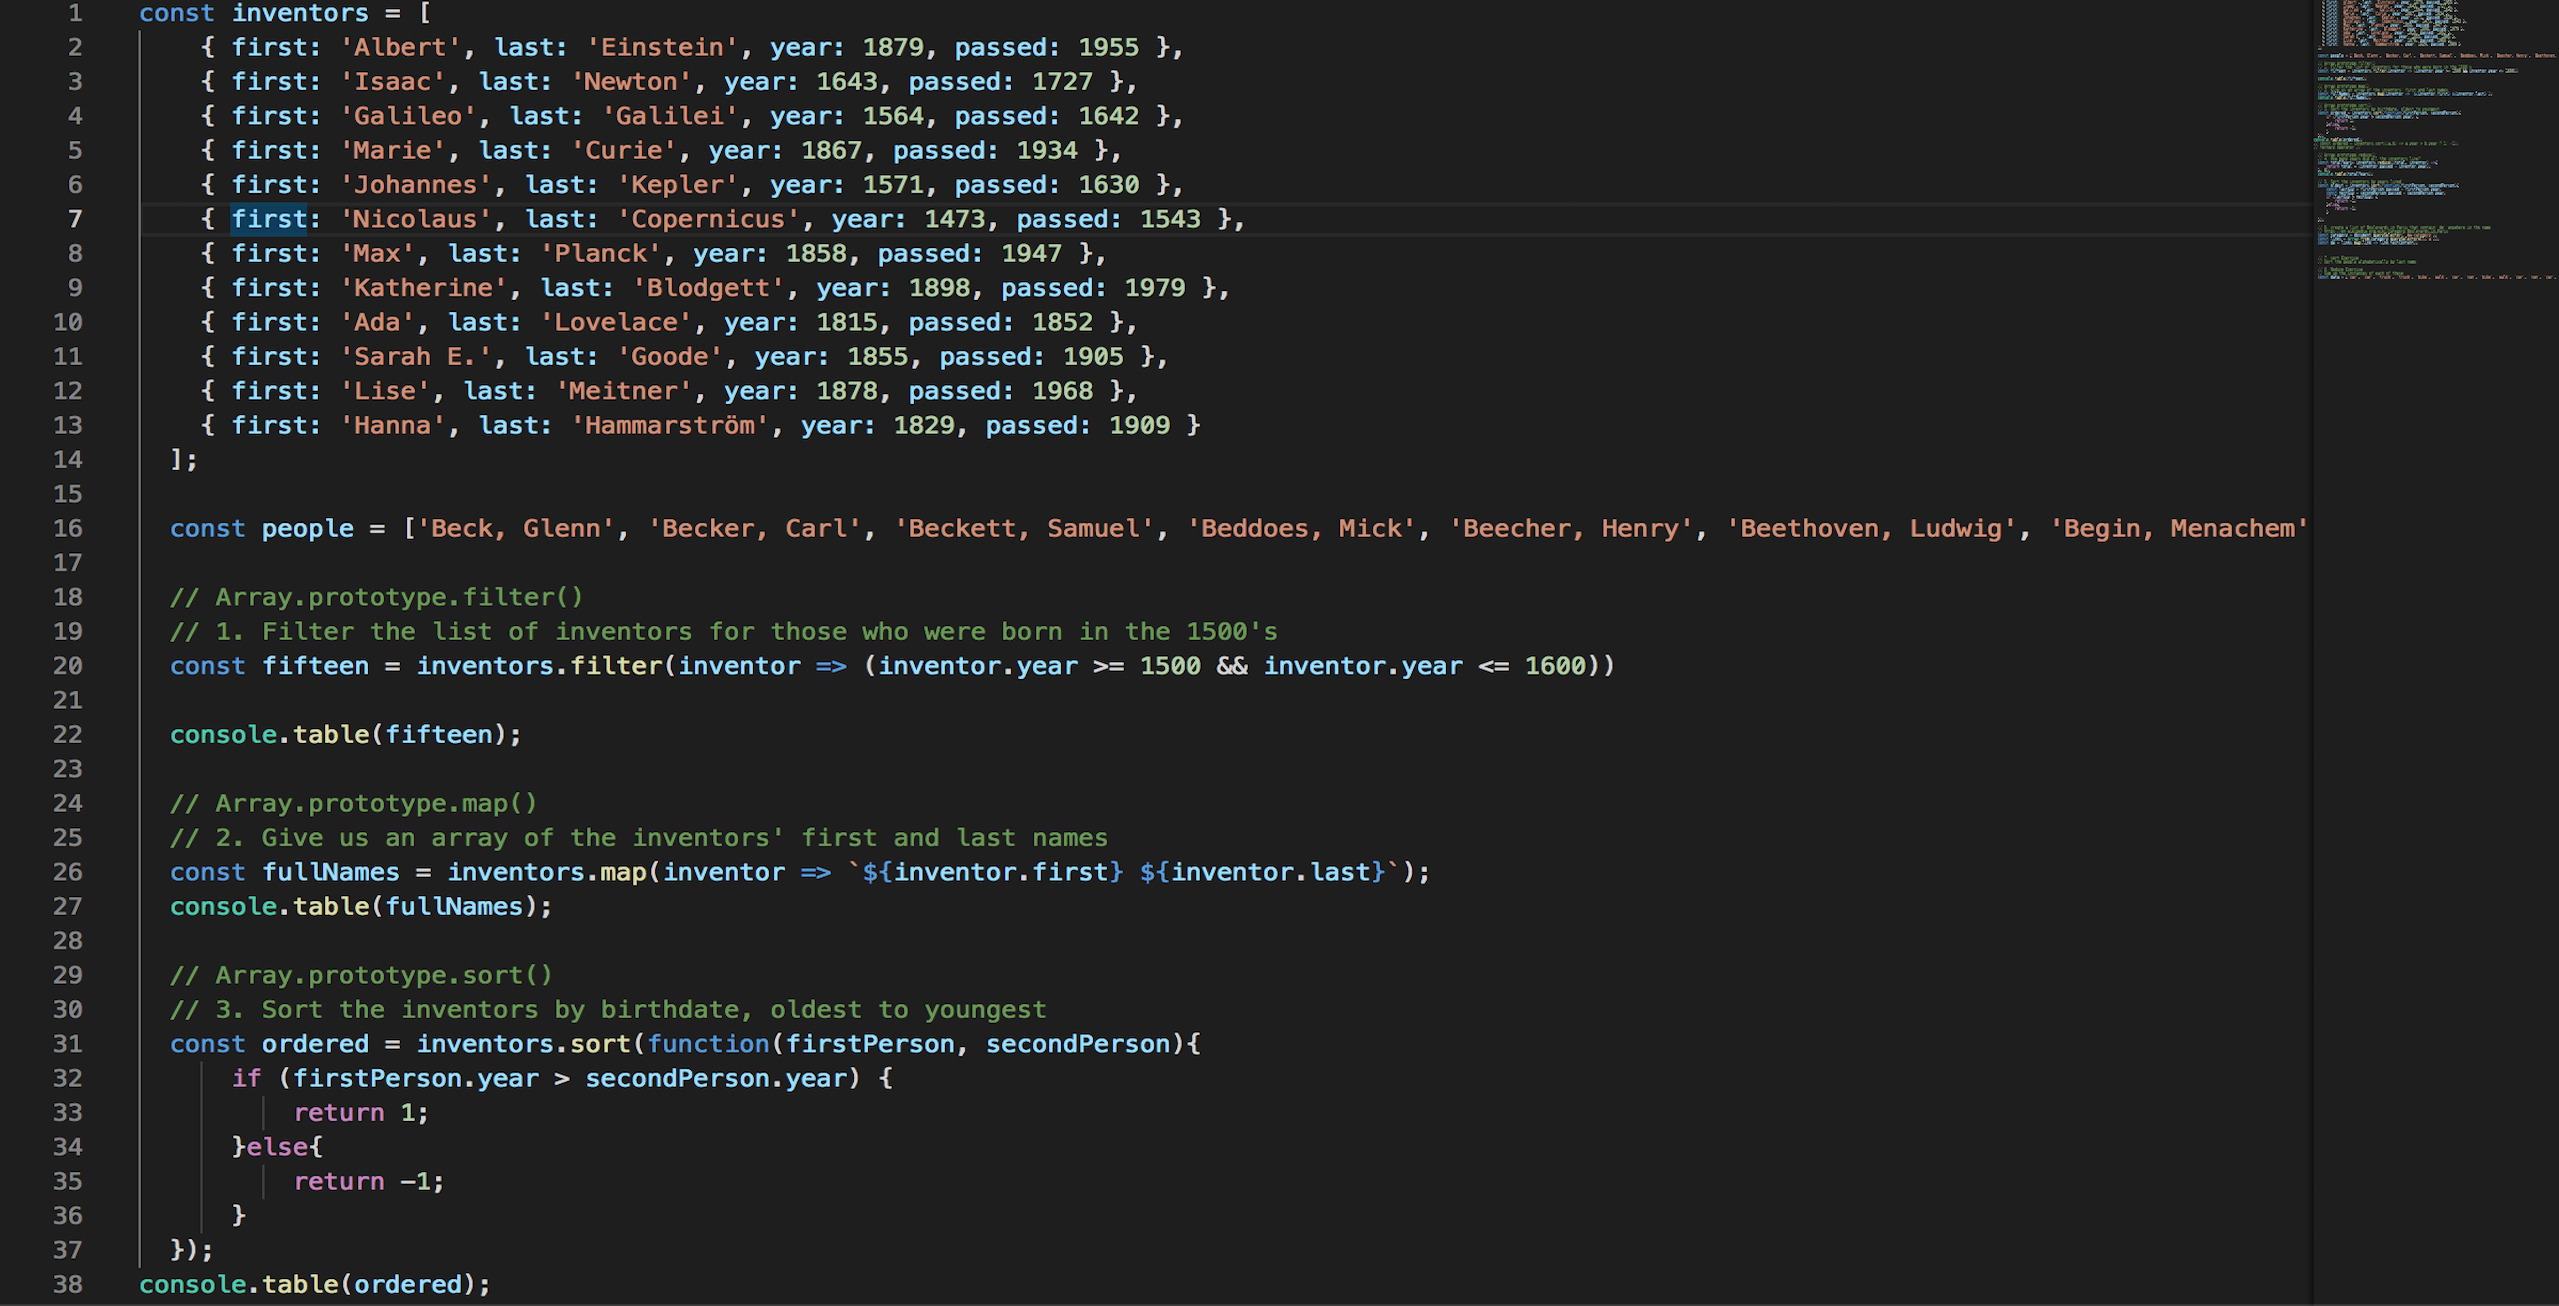 1 const inventors = [
2 { first: 'Albert', last: 'Einstein', year: 1879, passed: 1955 },
3 { first: 'Isaac', last: 'Newton', year: 1643, passed: 1727 },
4 { first: 'Galileo', last: 'Galilei', year: 1564, passed: 1642 },
5 { first: 'Marie', last: 'Curie', year: 1867, passed: 1934 },
6 { first: 'Johannes', last: 'Kepler', year: 1571, passed: 1630 },
7 { first: 'Nicolaus', last: 'Copernicus', year: 1473, passed: 1543 },
8 { first: 'Max', last: 'Planck', year: 1858, passed: 1947 },
9 { first: 'Katherine', last: 'Blodgett', year: 1898, passed: 1979 },
10 { first: 'Ada', last: 'Lovelace', year: 1815, passed: 1852 },
11 { first: 'Sarah E.', last: 'Goode', year: 1855, passed: 1905 },
12 { first: 'Lise', last: 'Meitner', year: 1878, passed: 1968 },
13 { first: 'Hanna', last: 'Hammarström', year: 1829, passed: 1909 }
14 ];
15
16 const people = ['Beck, Glenn', 'Becker, Carl', 'Beckett, Samuel', 'Beddoes, Mick', 'Beecher, Henry', 'Beethoven, Ludwig', 'Begin, Menachem'
17
18 // Array.prototype.filter()
19 // 1. Filter the list of inventors for those who were born in the 1500's
20 const fifteen = inventors.filter(inventor => (inventor.year >= 1500 && inventor.year <= 1600))
21
22 console.table(fifteen);
23
24 // Array.prototype.map()
25 // 2. Give us an array of the inventors' first and last names
26 const fullNames = inventors.map(inventor => `${inventor.first} ${inventor.last}`);
27 console.table(fullNames);
28
29 // Array.prototype.sort()
30 // 3. Sort the inventors by birthdate, oldest to youngest
31 const ordered = inventors.sort(function(firstPerson, secondPerson){
32 if (firstPerson.year > secondPerson.year) {
33 return 1;
34 }else{
35 return -1;
36 }
37 });
38 console.table(ordered);